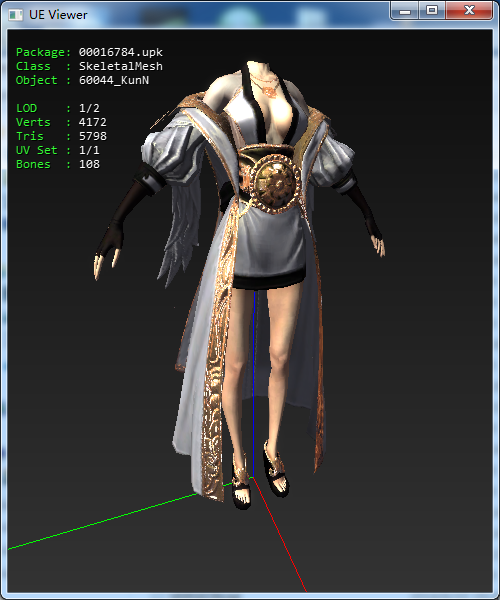 UE Viewer
Package: 00016784.upk
Class : SkeletalMesh
Object : 60044_KunN
LOD : 1/2
Verts : 4172
Tris : 5798
UV Set : 1/1
Bones : 108